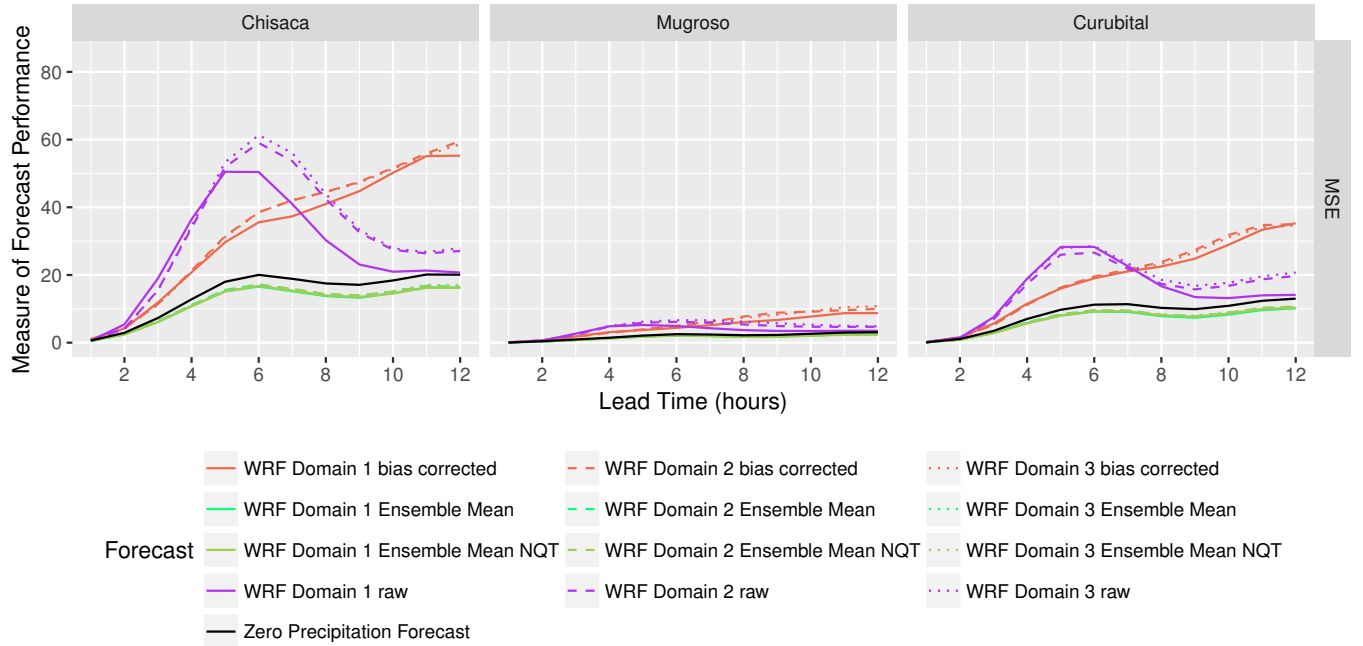 Chisaca
Mugroso
Curubital
Measure of Forecast Performance
80
60
40
20
0
MSE
2 4 6 8 10 12
2 4 6 8 10 12
2 4 6 8 10 12
Lead Time (hours)
Forecast
WRF Domain 1 bias corrected
WRF Domain 2 bias corrected
WRF Domain 3 bias corrected
WRF Domain 1 Ensemble Mean
WRF Domain 2 Ensemble Mean
WRF Domain 3 Ensemble Mean
WRF Domain 1 Ensemble Mean NQT
WRF Domain 2 Ensemble Mean NQT
WRF Domain 3 Ensemble Mean NQT
WRF Domain 1 raw
WRF Domain 2 raw
WRF Domain 3 raw
Zero Precipitation Forecast